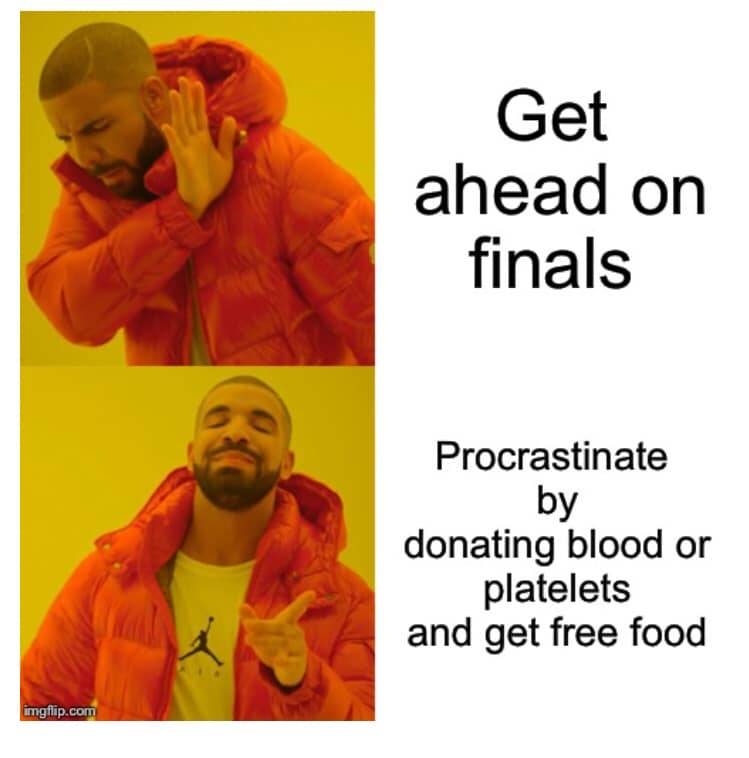 Get
ahead on
finals
Procrastinate
by
donating blood or
platelets
and get free food
imgflip.com